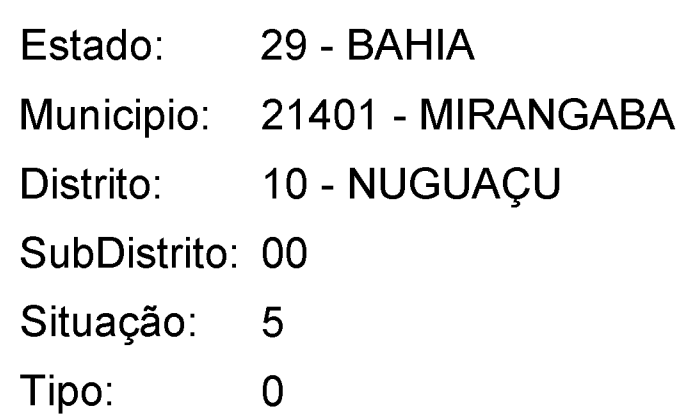 Estado: 29 - BAHIA
Municipio: 21401 - MIRANGABA
Distrito: 10 - NUGUAÇU
SubDistrito: 00
Situação: 5
Tipo: 0